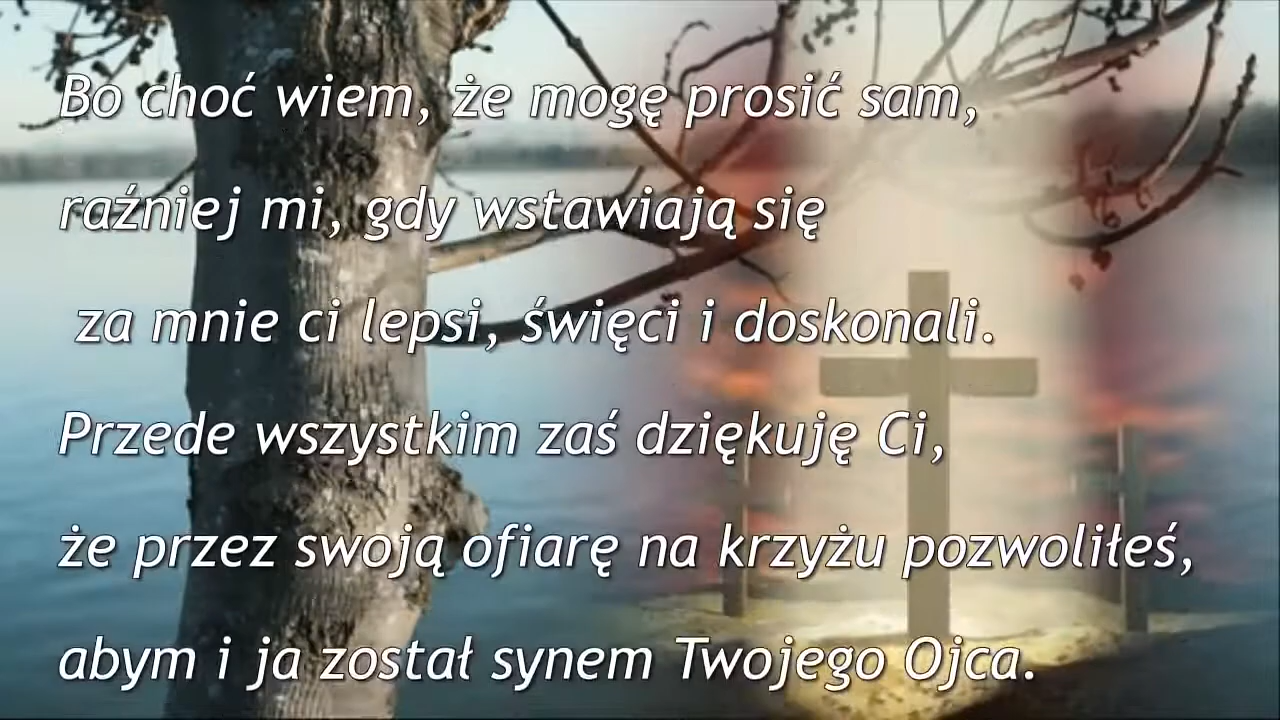 Bo choć wiem, że mogę prosić sam,
raźniej mi, gdy wstawiają się
za mnie ci lepsi, święci i doskonali.
Przede wszystkim zaś dziękuję Ci,
że przez swoją ofiarę na krzyżu pozwoliłeś,
abym i ja został synem Twojego Ojca.